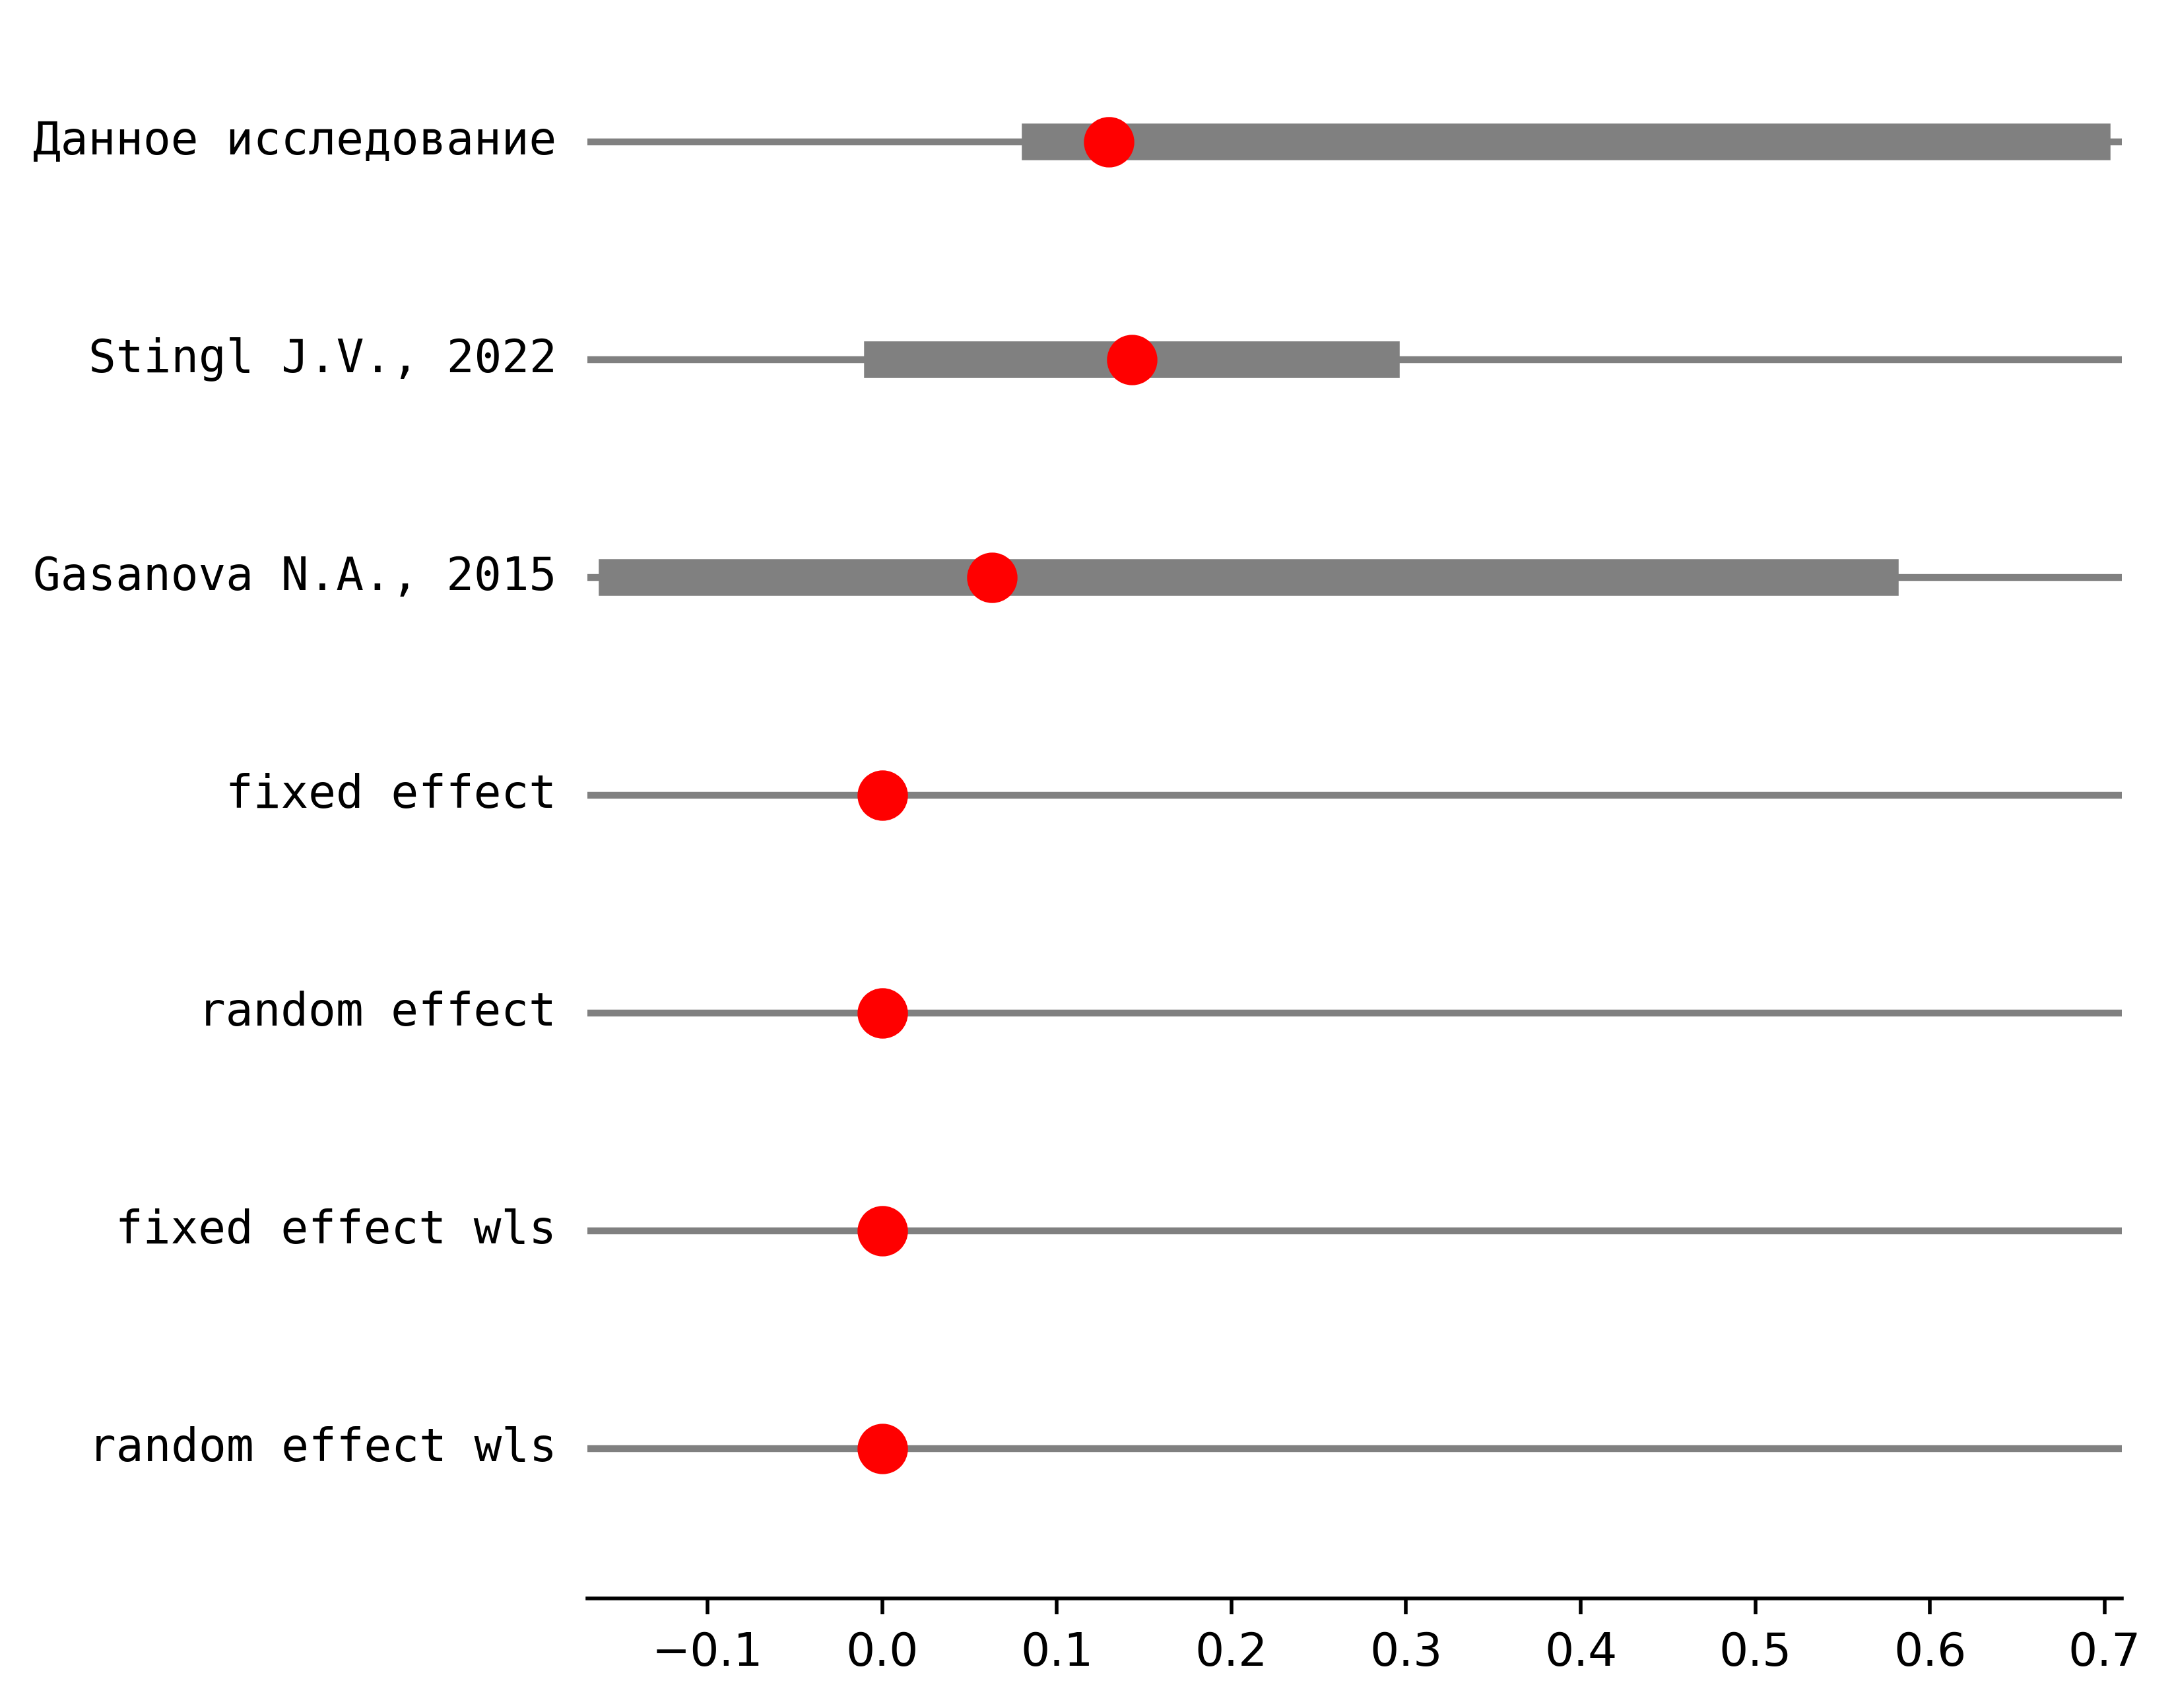 Данное исследование
Stingl J.V., 2022
Gasanova N.A., 2015
fixed effect
random effect
fixed effect wls
random effect wls
−0.1 0.0 0.1 0.2 0.3 0.4 0.5 0.6 0.7